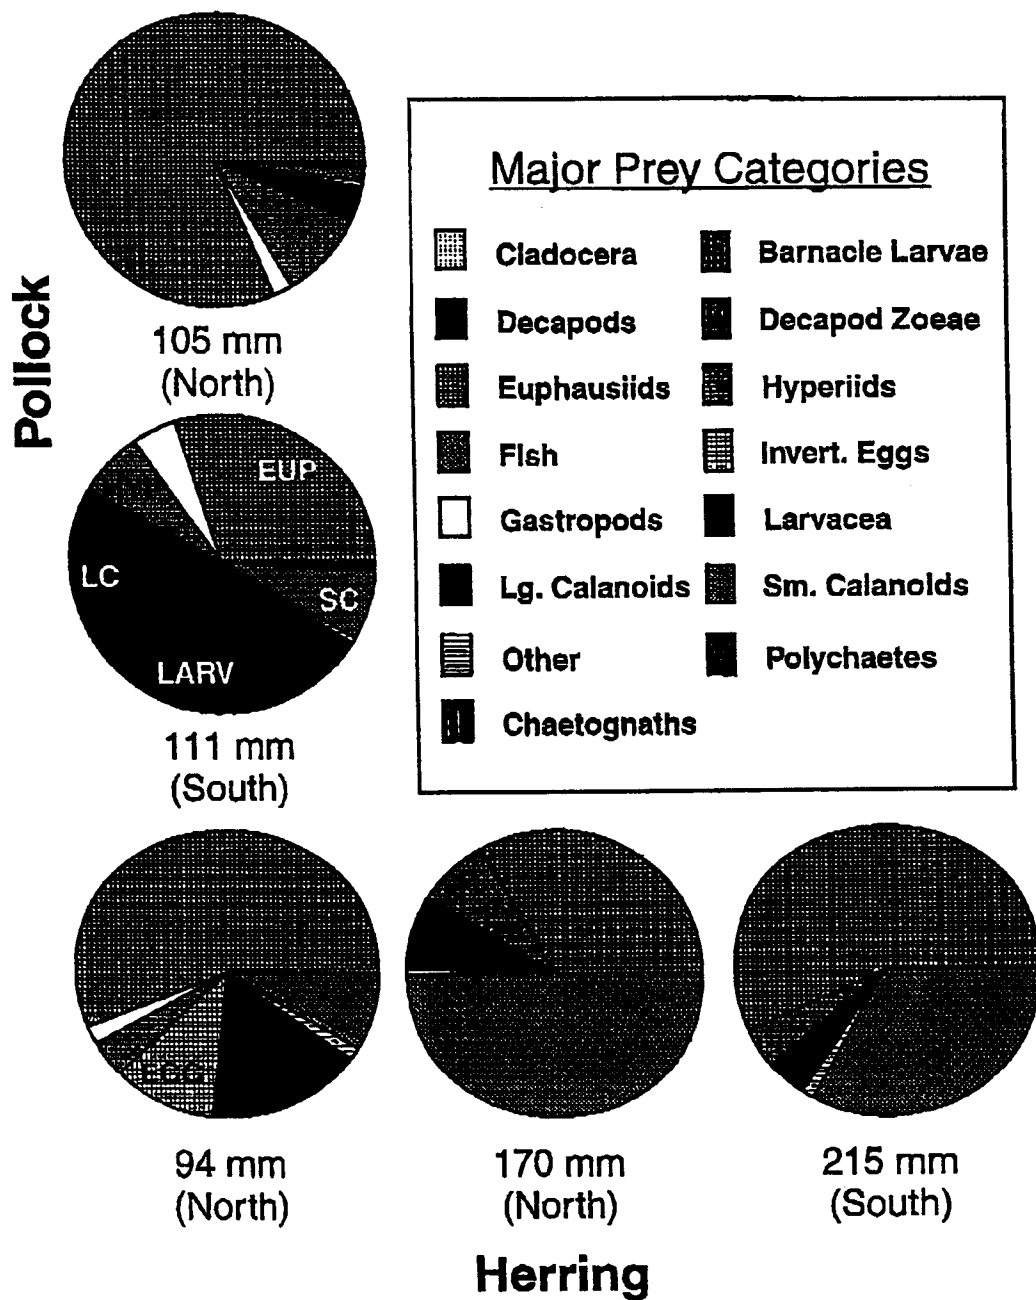 Pollock
105 mm
(North)
EUP
LC
SC
LARV
111 mm
(South)
Major Prey Categories
Cladocera
Decapods
Euphausiids
Fish
Gastropods
Lg. Calanoids
Other
Chaetognaths
Barnacle Larvae
Decapod Zoeae
Hyperiids
Invert. Eggs
Larvacea
Sm. Calanoids
Polychaetes
EGG
94 mm
(North)
170 mm
(North)
215 mm
(South)
Herring